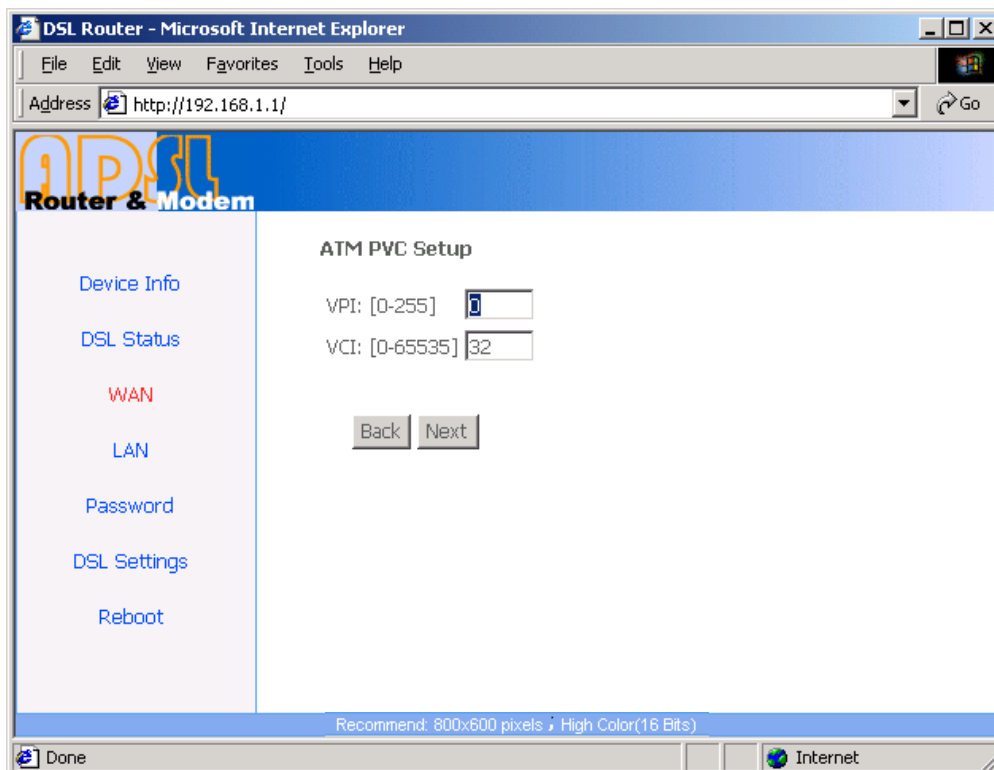 DSL Router - Microsoft Internet Explorer
File Edit View Favorites Tools Help
Address http://192.168.1.1/ Go
ADSL
Router & Modem
Device Info
DSL Status
WAN
LAN
Password
DSL Settings
Reboot
ATM PVC Setup
VPI: [0-255] 0
VCI: [0-65535] 32
Back Next
Recommend: 800x600 pixels ; High Color(16 Bits)
Done Internet